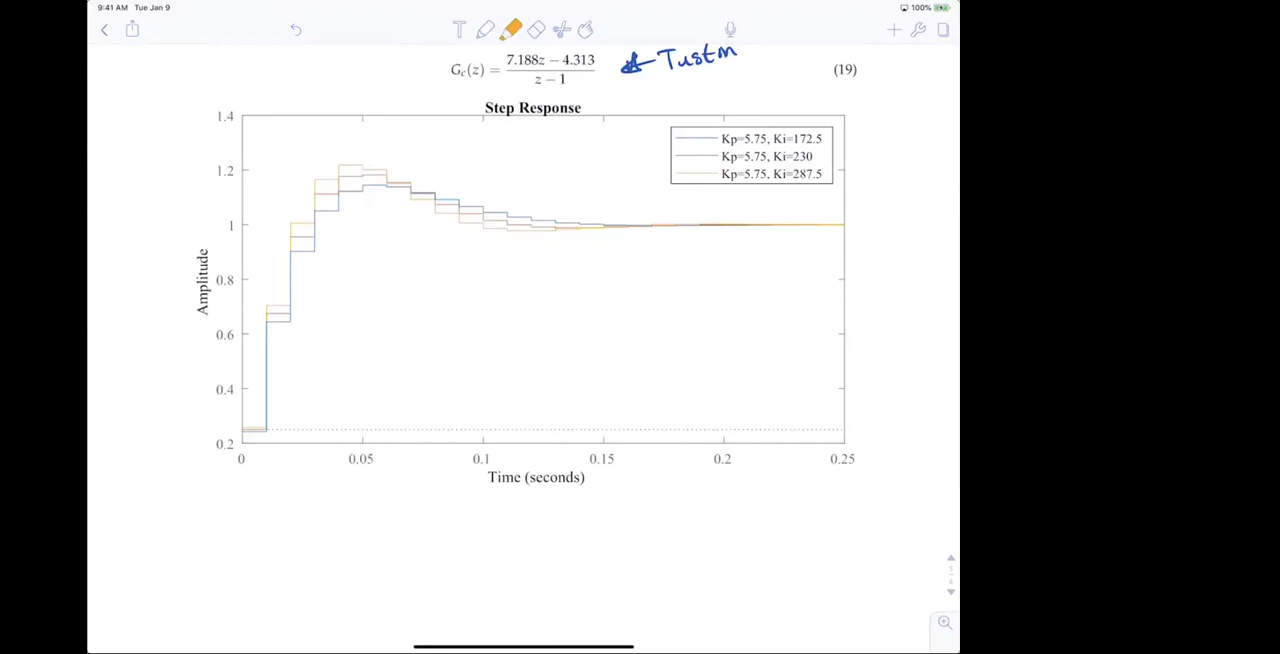 9:41 AM Tue Jan 9
100%
T
G_c(z) = \frac{7.188z − 4.313}{z − 1}
Tustin
(19)
Step Response
1.4
1.2
1
0.8
0.6
0.4
0.2
Amplitude
Kp=5.75, Ki=172.5
Kp=5.75, Ki=230
Kp=5.75, Ki=287.5
0 0.05 0.1 0.15 0.2 0.25
Time (seconds)